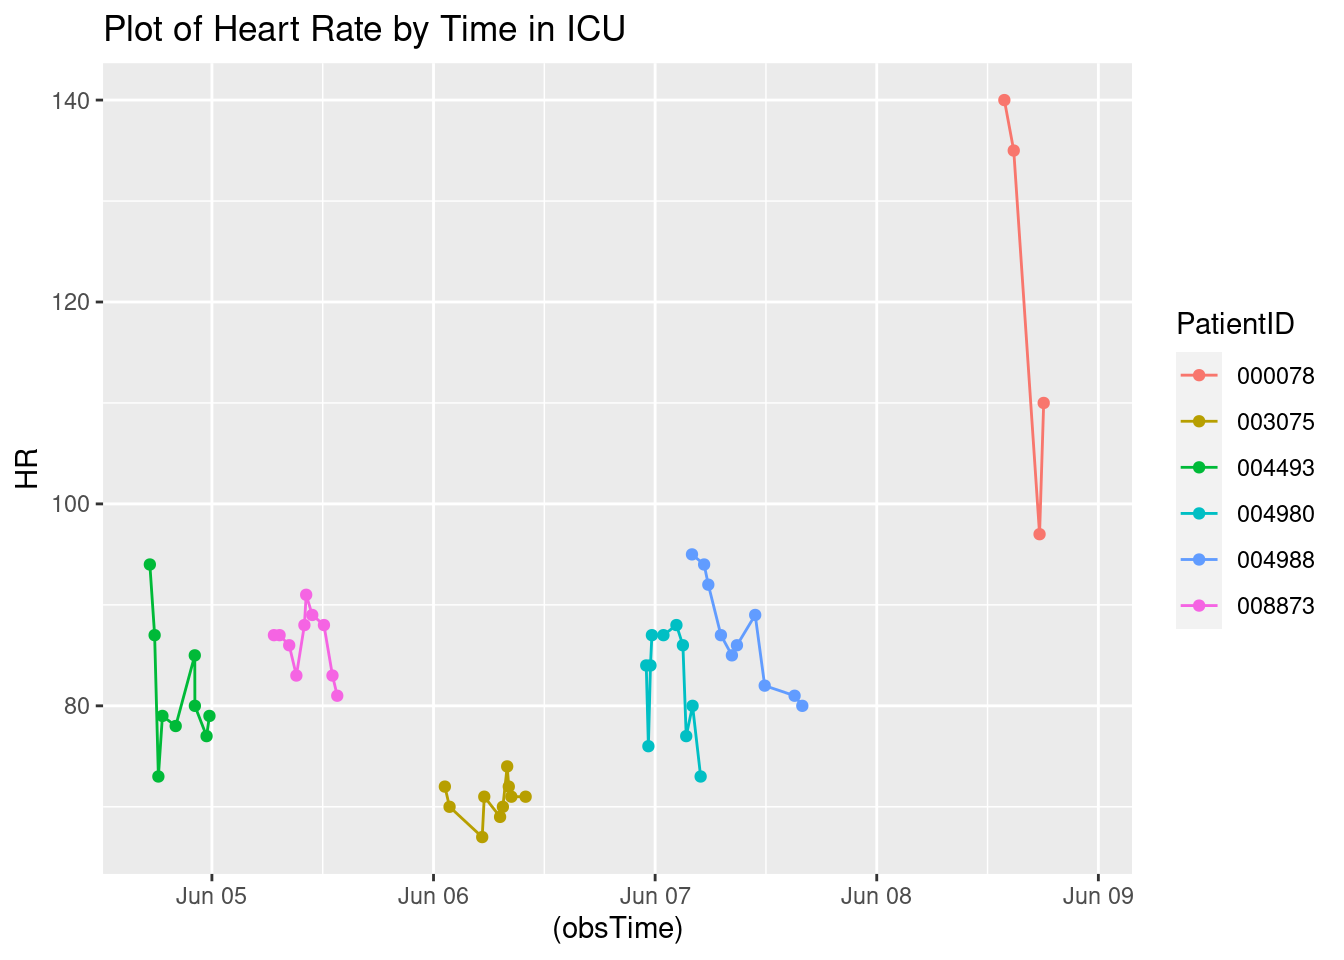 Plot of Heart Rate by Time in ICU
140
120
100
80
HR
Jun 05
Jun 06
Jun 07
Jun 08
Jun 09
(obsTime)
PatientID
000078
003075
004493
004980
004988
008873